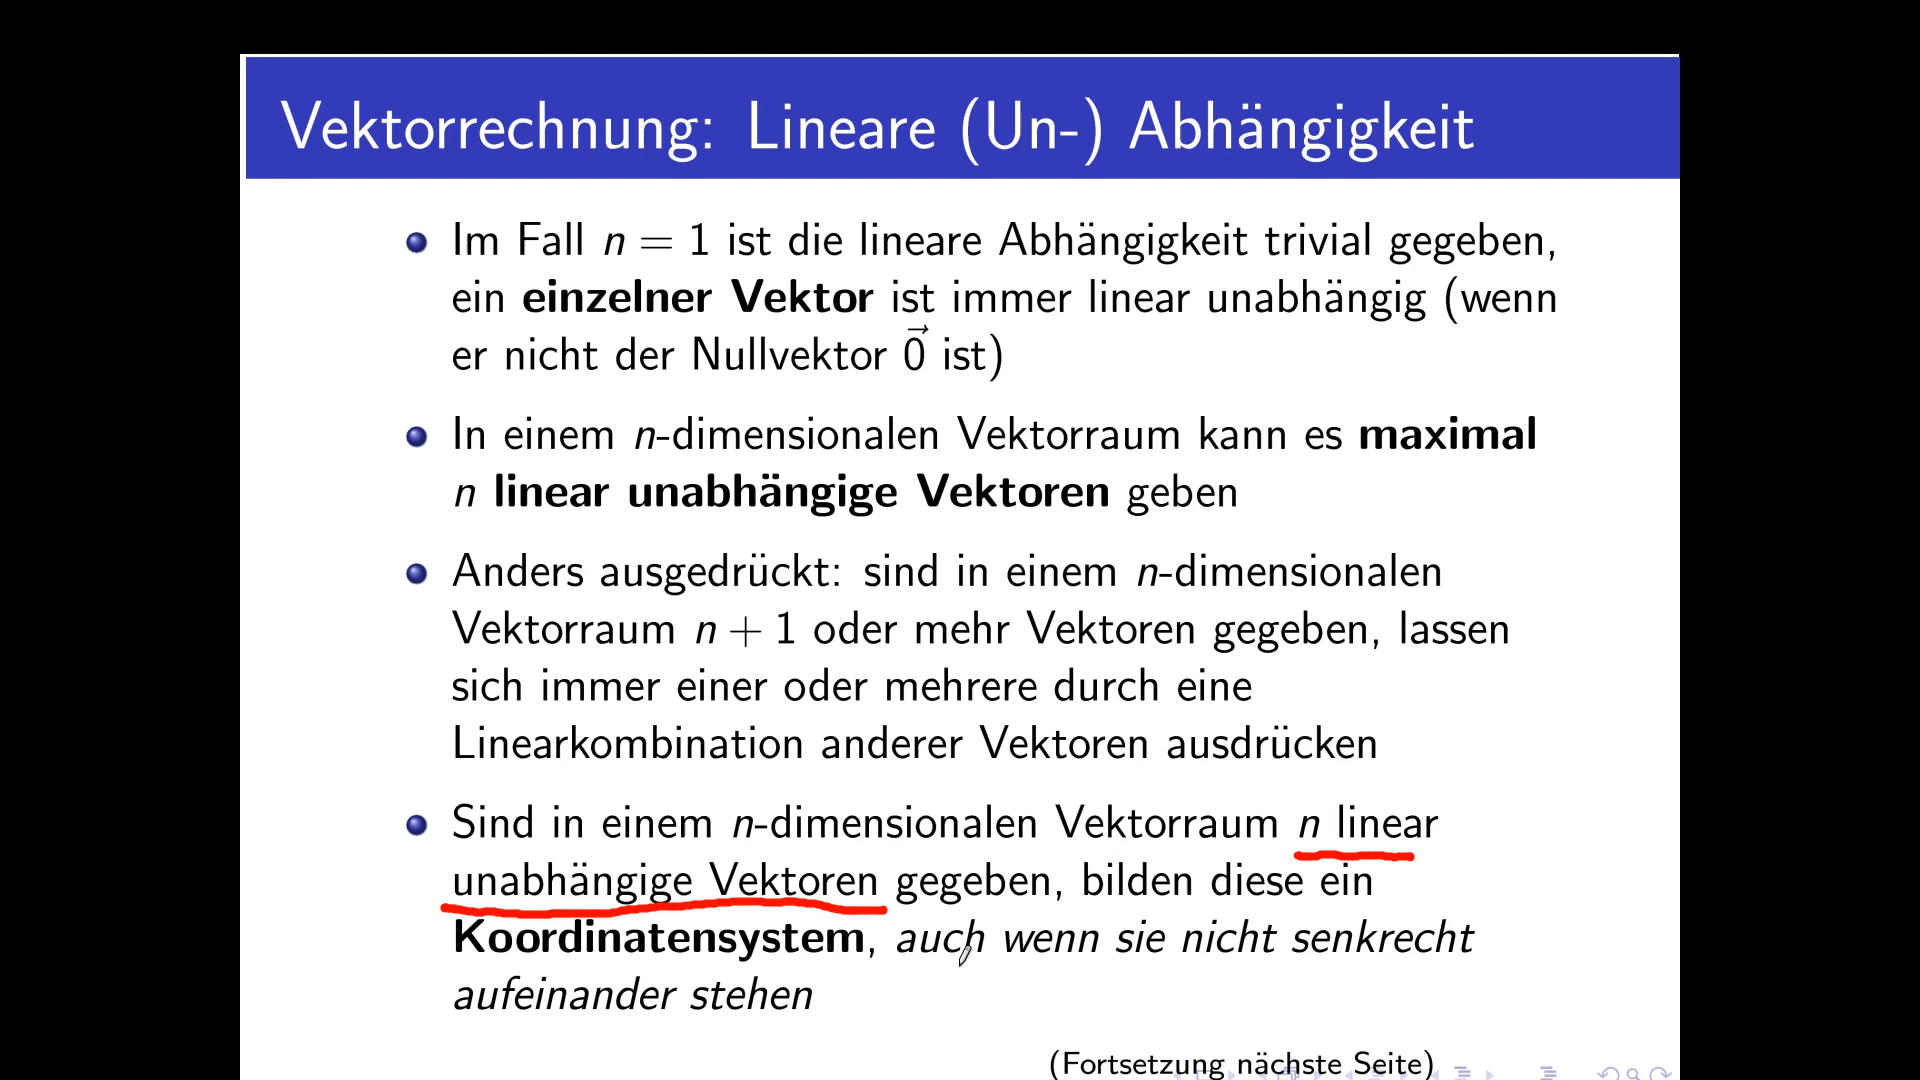 Vektorrechnung: Lineare (Un-) Abhängigkeit
Im Fall n = 1 ist die lineare Abhängigkeit trivial gegeben,
ein einzelner Vektor ist immer linear unabhängig (wenn
er nicht der Nullvektor 0⃗ ist)
In einem n-dimensionalen Vektorraum kann es maximal
n linear unabhängige Vektoren geben
Anders ausgedrückt: sind in einem n-dimensionalen
Vektorraum n + 1 oder mehr Vektoren gegeben, lassen
sich immer einer oder mehrere durch eine
Linearkombination anderer Vektoren ausdrücken
Sind in einem n-dimensionalen Vektorraum n linear
unabhängige Vektoren gegeben, bilden diese ein
Koordinatensystem, auch wenn sie nicht senkrecht
aufeinander stehen
(Fortsetzung nächste Seite)